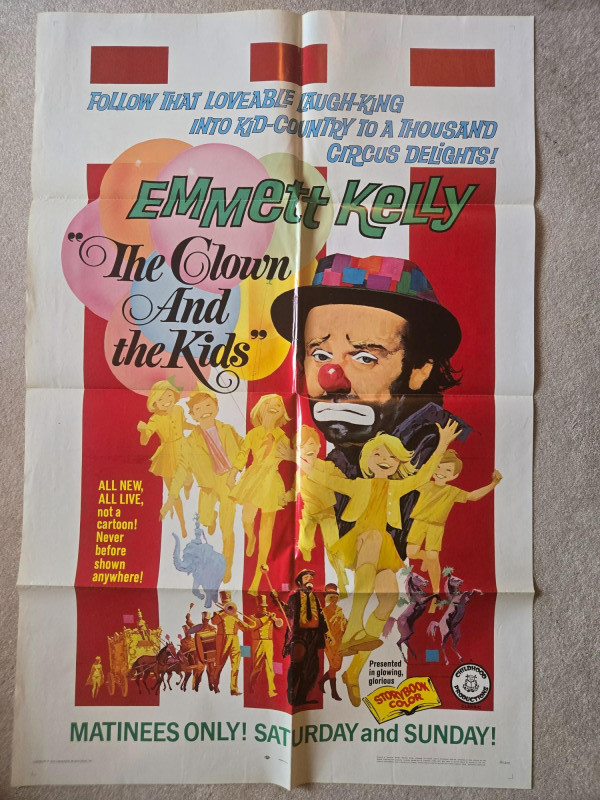 FOLLOW THAT LOVEABLE LAUGH-KING
INTO KID-COUNTRY TO A THOUSAND
CIRCUS DELIGHTS!
EMMett Kelly
"The Clown
And
the Kids"
ALL NEW,
ALL LIVE,
not a
cartoon!
Never
before
shown
anywhere!
Presented
in glowing,
glorious
STORYBOOK
COLOR
CHILDHOOD
PRODUCTIONS
MATINEES ONLY! SATURDAY and SUNDAY!